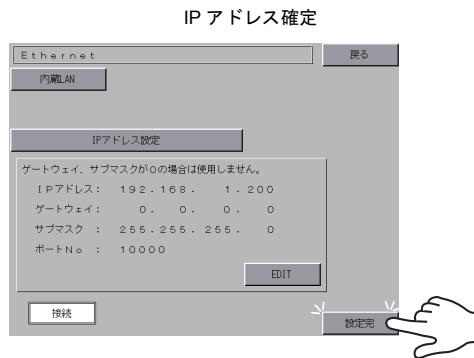 IP アドレス確定
Ethernet
戻る
内蔵LAN
IPアドレス設定
ゲートウェイ、サブマスクが0の場合は使用しません。
IPアドレス: 192.168. 1.200
ゲートウェイ: 0. 0. 0. 0
サブマスク : 255.255.255. 0
ポートNo : 10000
EDIT
接続
設定完